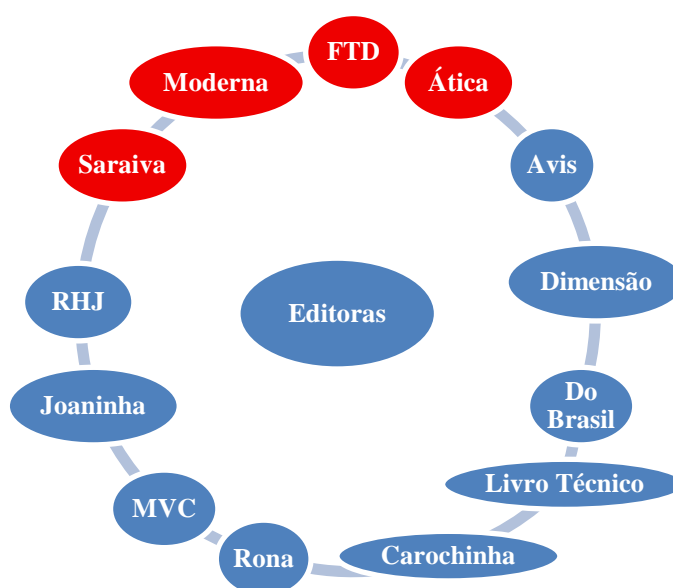 FTD
Ática
Avis
Dimensão
Do
Brasil
Livro Técnico
Carochinha
Rona
MVC
Joaninha
RHJ
Saraiva
Moderna
Editoras